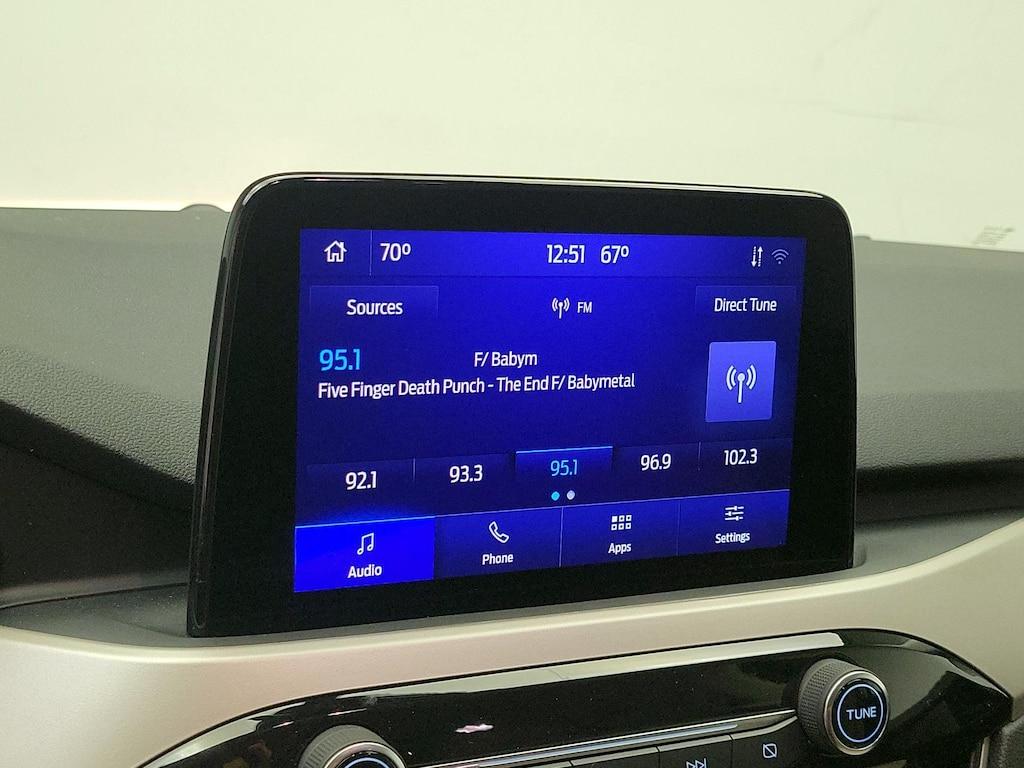 70° 12:51 67°
Sources FM Direct Tune
95.1 F/ Babym
Five Finger Death Punch - The End F/ Babymetal
92.1 93.3 95.1 96.9 102.3
Audio Phone Apps Settings
TUNE